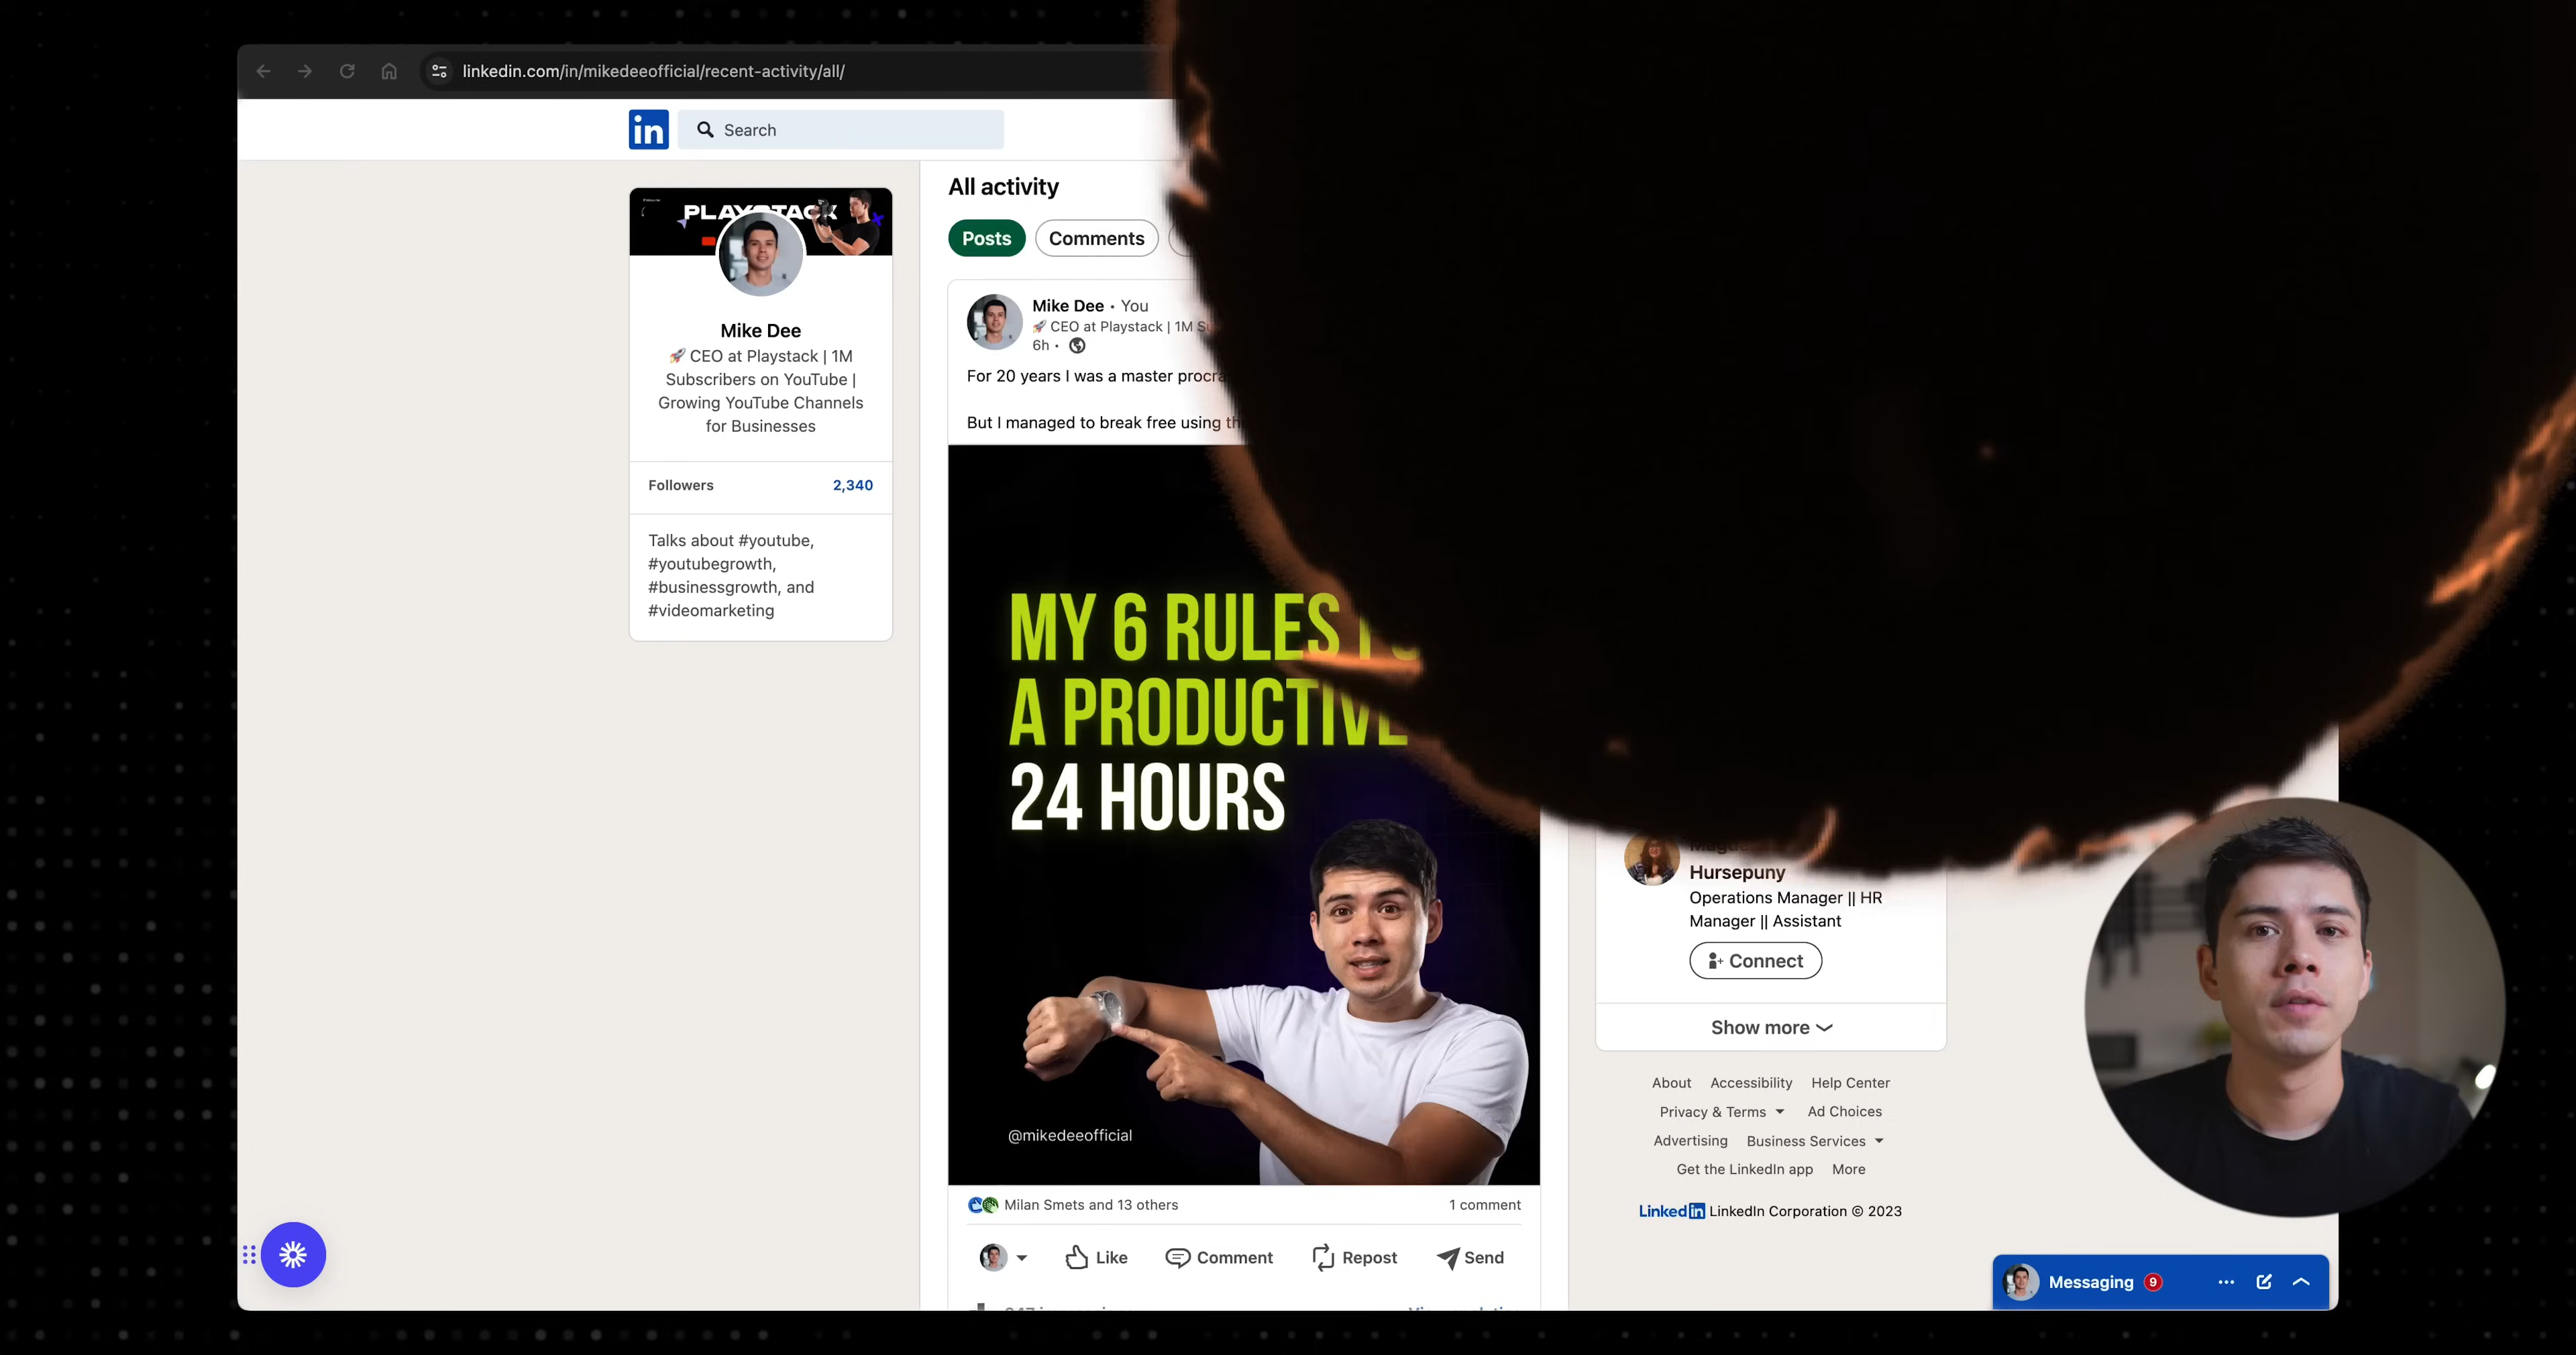 linkedin.com/in/mikedeeofficial/recent-activity/all/
in
Search
PLAYSTACK
Mike Dee
🚀 CEO at Playstack | 1M
Subscribers on YouTube |
Growing YouTube Channels
for Businesses
Followers 2,340
Talks about #youtube,
#youtubegrowth,
#businessgrowth, and
#videomarketing
All activity
Posts
Comments
Mike Dee • You
🚀 CEO at Playstack | 1M
6h •
For 20 years I was a master
But I managed to break free using
MY 6 RULES
A PRODUCTIVE
24 HOURS
@mikedeeofficial
Milan Smets and 13 others
1 comment
Like
Comment
Repost
Send
Hursepuny
Operations Manager || HR
Manager || Assistant
Connect
Show more
About Accessibility Help Center
Privacy & Terms Ad Choices
Advertising Business Services
Get the LinkedIn app More
LinkedIn LinkedIn Corporation © 2023
Messaging 9